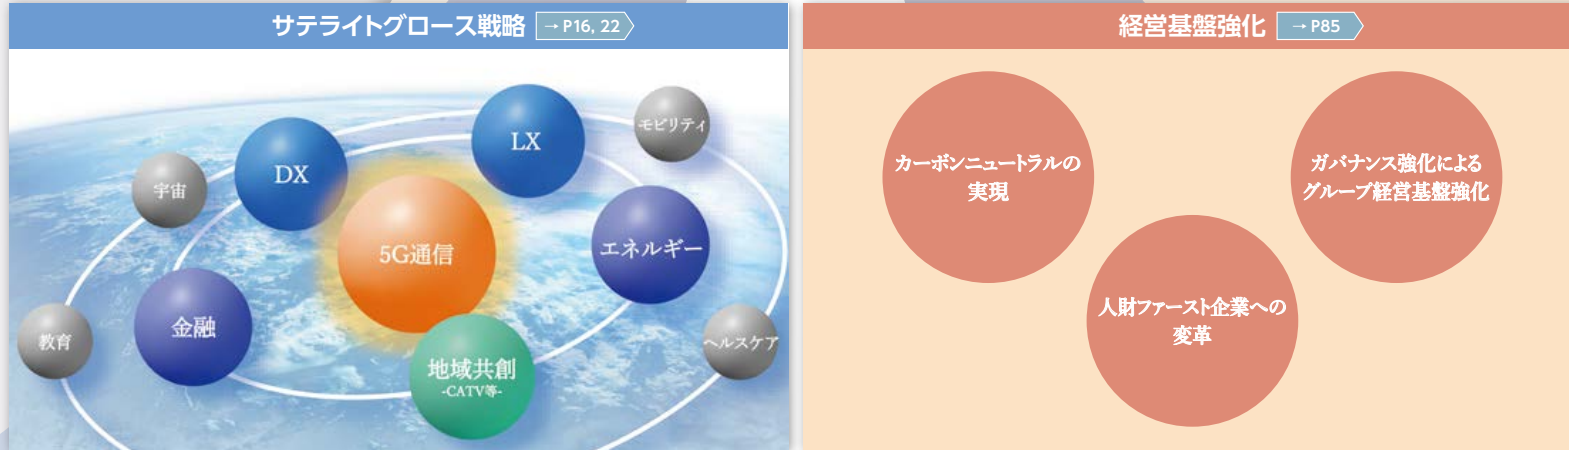 サテライトグロース戦略 → P16, 22
LX
モビリティ
DX
宇宙
5G通信
エネルギー
金融
教育
ヘルスケア
地域共創
-CATV等-
経営基盤強化 → P85
カーボンニュートラルの
実現
ガバナンス強化による
グループ経営基盤強化
人財ファースト企業への
変革